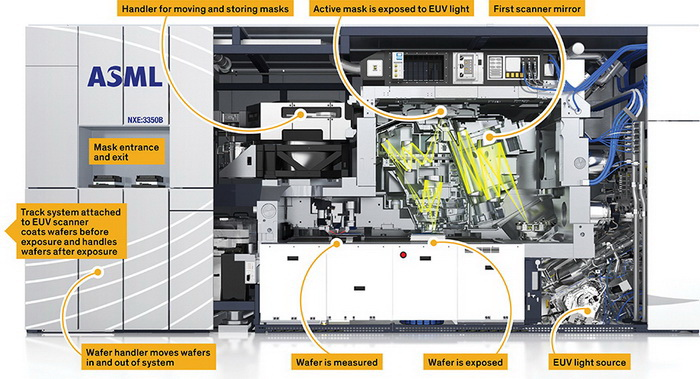 Handler for moving and storing masks
Active mask is exposed to EUV light
First scanner mirror
ASML
NXE:3350B
Mask entrance
and exit
Track system attached
to EUV scanner
coats wafers before
exposure and handles
wafers after exposure
Wafer handler moves wafers
in and out of system
Wafer is measured
Wafer is exposed
EUV light source